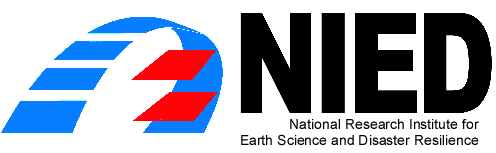 NIED
National Research Institute for
Earth Science and Disaster Resilience